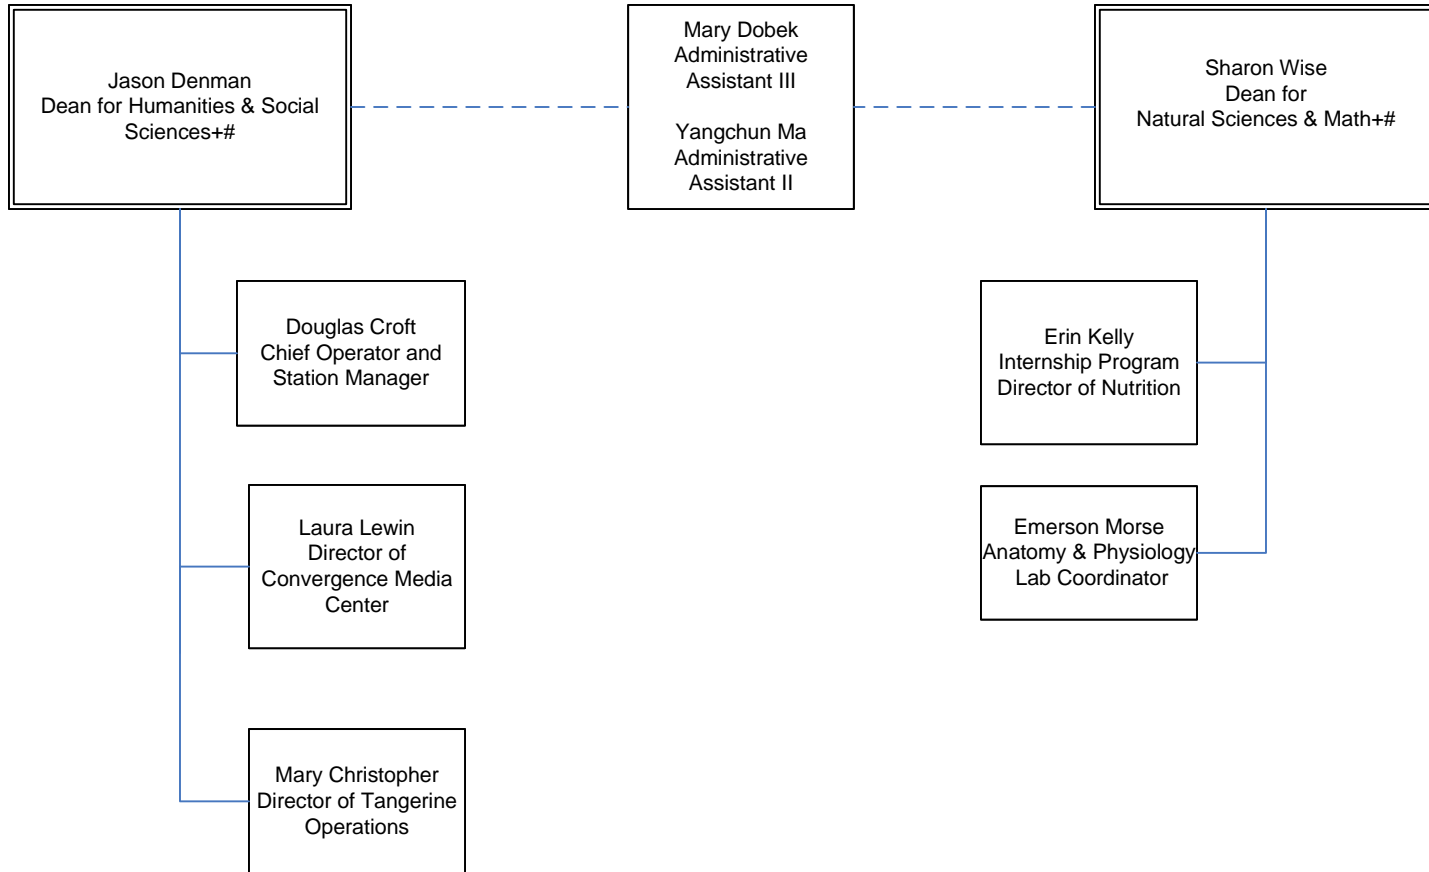 Jason Denman
Dean for Humanities & Social
Sciences+#
Mary Dobek
Administrative
Assistant III
Yangchun Ma
Administrative
Assistant II
Sharon Wise
Dean for
Natural Sciences & Math+#
Douglas Croft
Chief Operator and
Station Manager
Laura Lewin
Director of
Convergence Media
Center
Mary Christopher
Director of Tangerine
Operations
Erin Kelly
Internship Program
Director of Nutrition
Emerson Morse
Anatomy & Physiology
Lab Coordinator